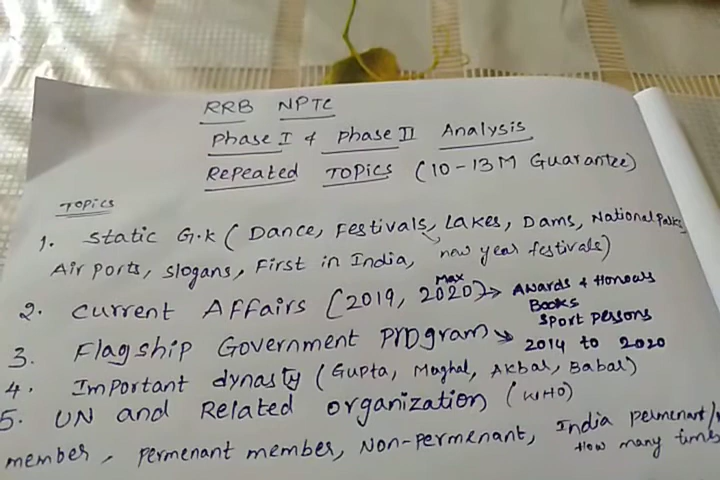 RRB NPTC
Phase I & Phase II Analysis
Repeated Topics (10-13M Guarantee)
Topics
1. Static G.K ( Dance, Festivals, Lakes, Dams, National Parks
Air ports, slogans, First in India, new year festivals)
2. Current Affairs (2019, 2020) Max → Awards & Honours
Books
Sport persons
3. Flagship Government program → 2014 to 2020
4. Important dynasty (Gupta, Maghal, Akbar, Babar)
5. UN and Related organization (WHO)
member, permenant member, Non-permenant, India pelmenant/
How many times